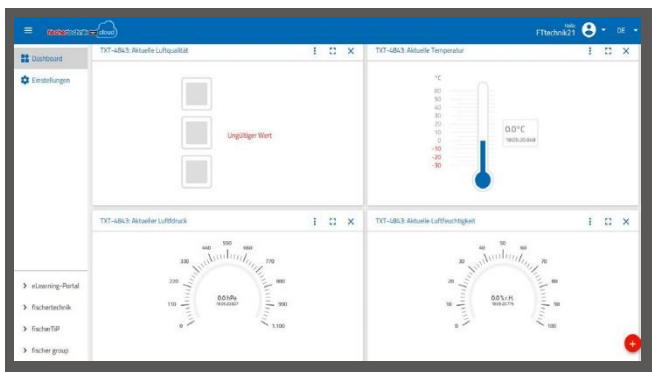 fischertechnik cloud
Hallo
FTtechnik21
DE
Dashboard
Einstellungen
eLearning-Portal
fischertechnik
fischerTiP
fischer group
TXT-4843: Aktuelle Luftqualität
Ungültiger Wert
TXT-4843: Aktuelle Temperatur
°C
60
50
40
30
20
10
0
-10
-20
-30
0.0°C
TXT-4843: Aktueller Luftdruck
0
110
220
330
440
550
660
770
880
990
1.100
0.0 hPa
TXT-4843: Aktuelle Luftfeuchtigkeit
0
10
20
30
40
50
60
70
80
90
100
0.0 % r.H.